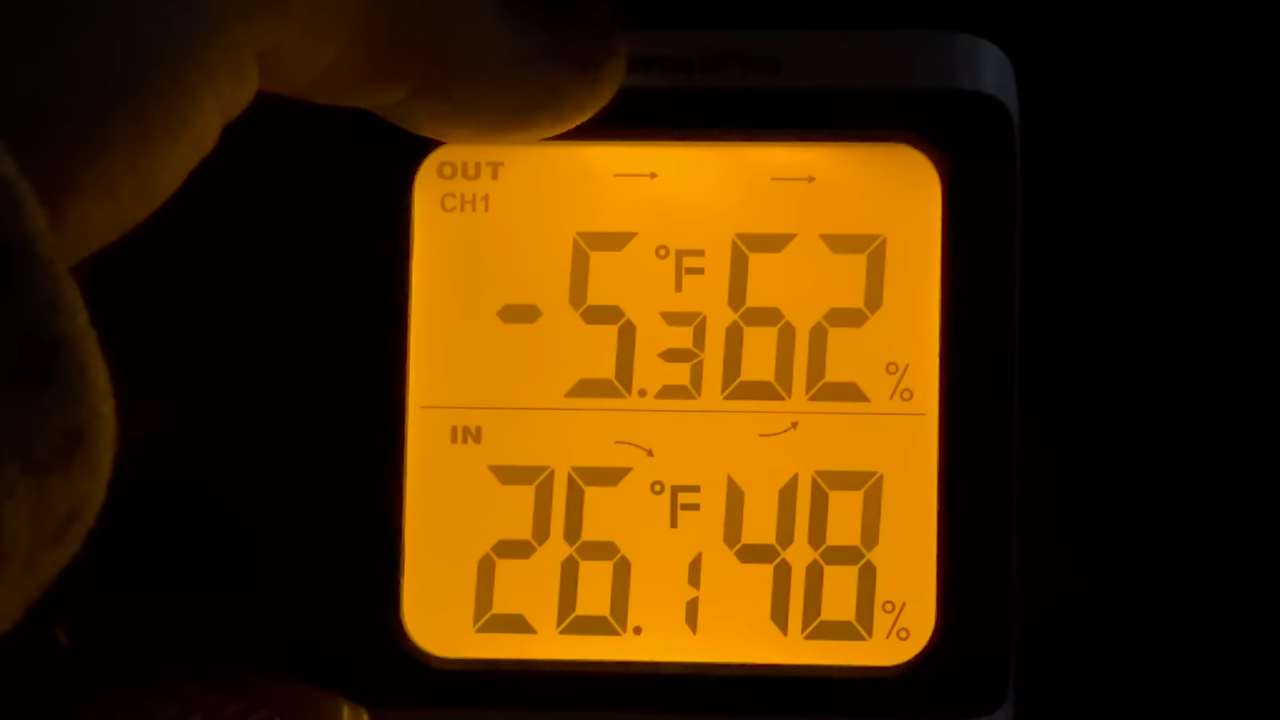 OUT → →
CH1
-5.3 °F 62 %
IN
26.1 °F 48 %